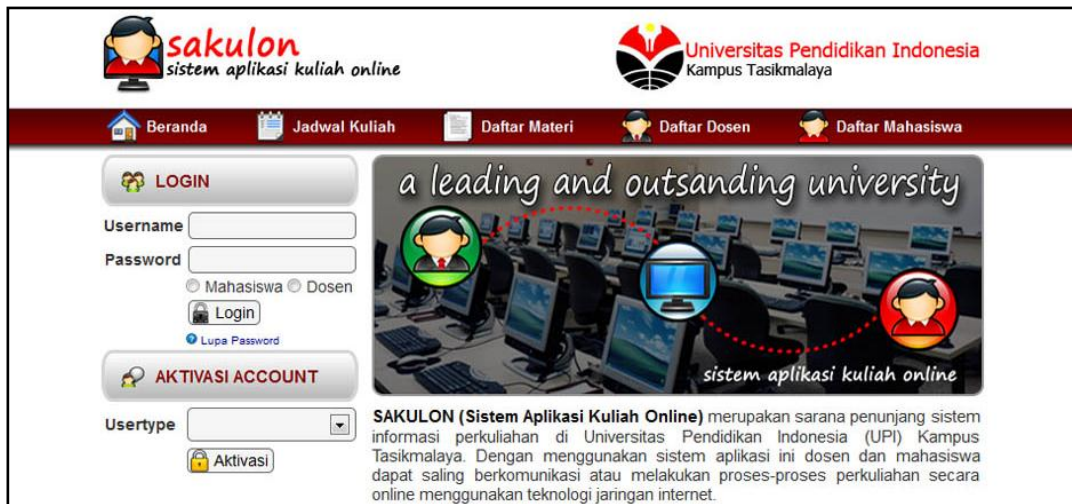 sakulon
sistem aplikasi kuliah online
Universitas Pendidikan Indonesia
Kampus Tasikmalaya
Beranda
Jadwal Kuliah
Daftar Materi
Daftar Dosen
Daftar Mahasiswa
LOGIN
Username
Password
Mahasiswa Dosen
Login
Lupa Password
AKTIVASI ACCOUNT
Usertype
Aktivasi
a leading and outsanding university
sistem aplikasi kuliah online
SAKULON (Sistem Aplikasi Kuliah Online) merupakan sarana penunjang sistem
informasi perkuliahan di Universitas Pendidikan Indonesia (UPI) Kampus
Tasikmalaya. Dengan menggunakan sistem aplikasi ini dosen dan mahasiswa
dapat saling berkomunikasi atau melakukan proses-proses perkuliahan secara
online menggunakan teknologi jaringan internet.